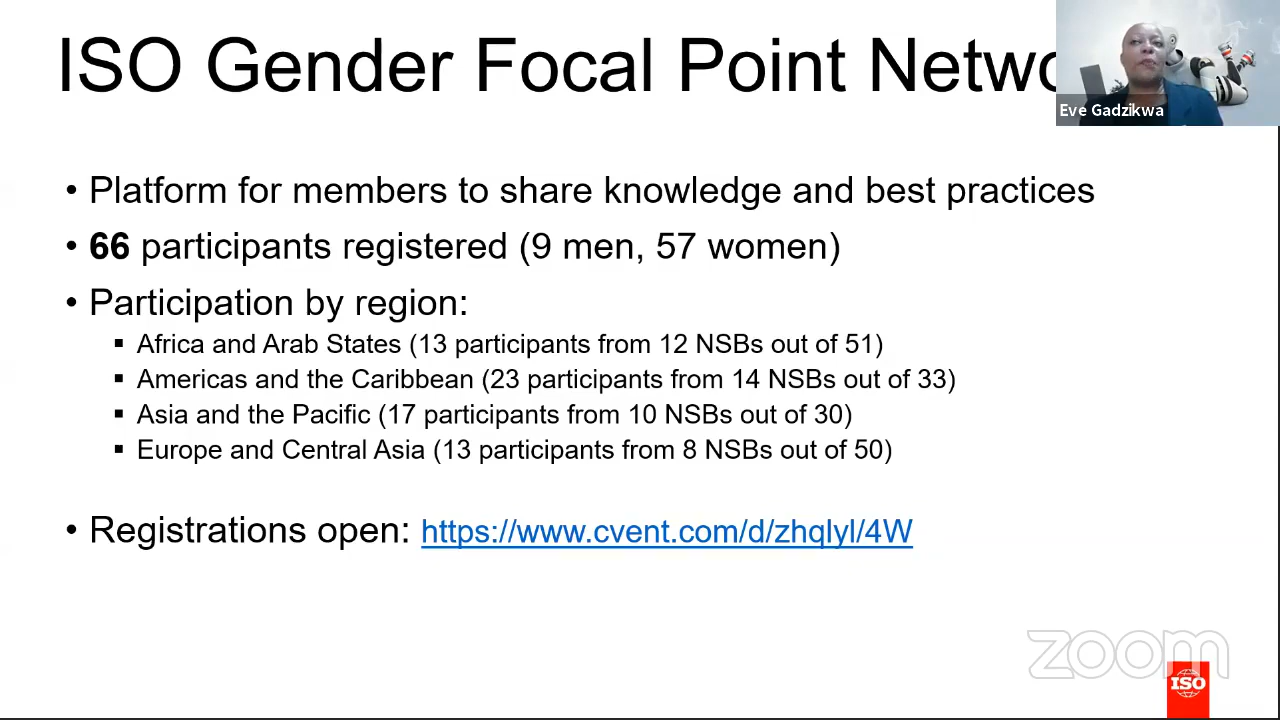 ISO Gender Focal Point Netwo
Eve Gadzikwa
• Platform for members to share knowledge and best practices
• 66 participants registered (9 men, 57 women)
• Participation by region:
▪ Africa and Arab States (13 participants from 12 NSBs out of 51)
▪ Americas and the Caribbean (23 participants from 14 NSBs out of 33)
▪ Asia and the Pacific (17 participants from 10 NSBs out of 30)
▪ Europe and Central Asia (13 participants from 8 NSBs out of 50)
• Registrations open: https://www.cvent.com/d/zhqlyl/4W
zoom
ISO